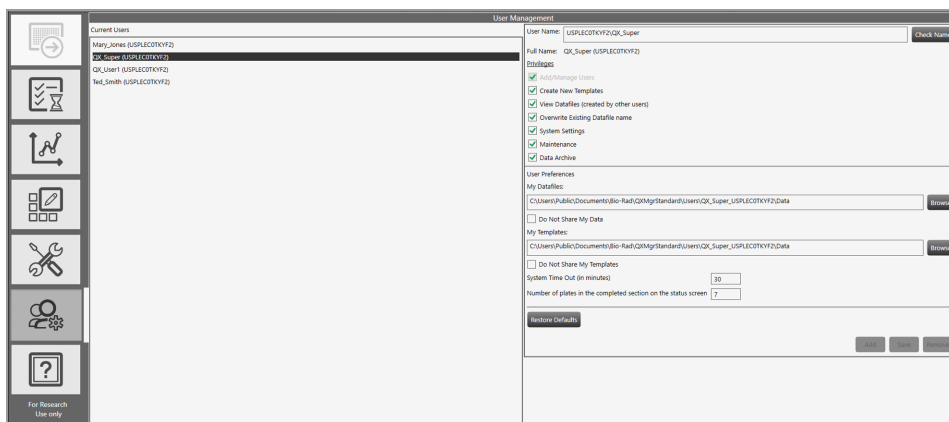 User Management
Current Users
Mary_Jones (USPLEC0TKYF2)
QX_Super (USPLEC0TKYF2)
QX_User1 (USPLEC0TKYF2)
Ted_Smith (USPLEC0TKYF2)
User Name: USPLEC0TKYF2\QX_Super Check Name
Full Name: QX_Super (USPLEC0TKYF2)
Privileges
Add/Manage Users
Create New Templates
View Datafiles (created by other users)
Overwrite Existing Datafile name
System Settings
Maintenance
Data Archive
User Preferences
My Datafiles:
C:\Users\Public\Documents\Bio-Rad\QXMgrStandard\Users\QX_Super_USPLEC0TKYF2\Data Browse
Do Not Share My Data
My Templates:
C:\Users\Public\Documents\Bio-Rad\QXMgrStandard\Users\QX_Super_USPLEC0TKYF2\Data Browse
Do Not Share My Templates
System Time Out (in minutes) 30
Number of plates in the completed section on the status screen 7
Restore Defaults
Add Save Remove
?
For Research
Use only